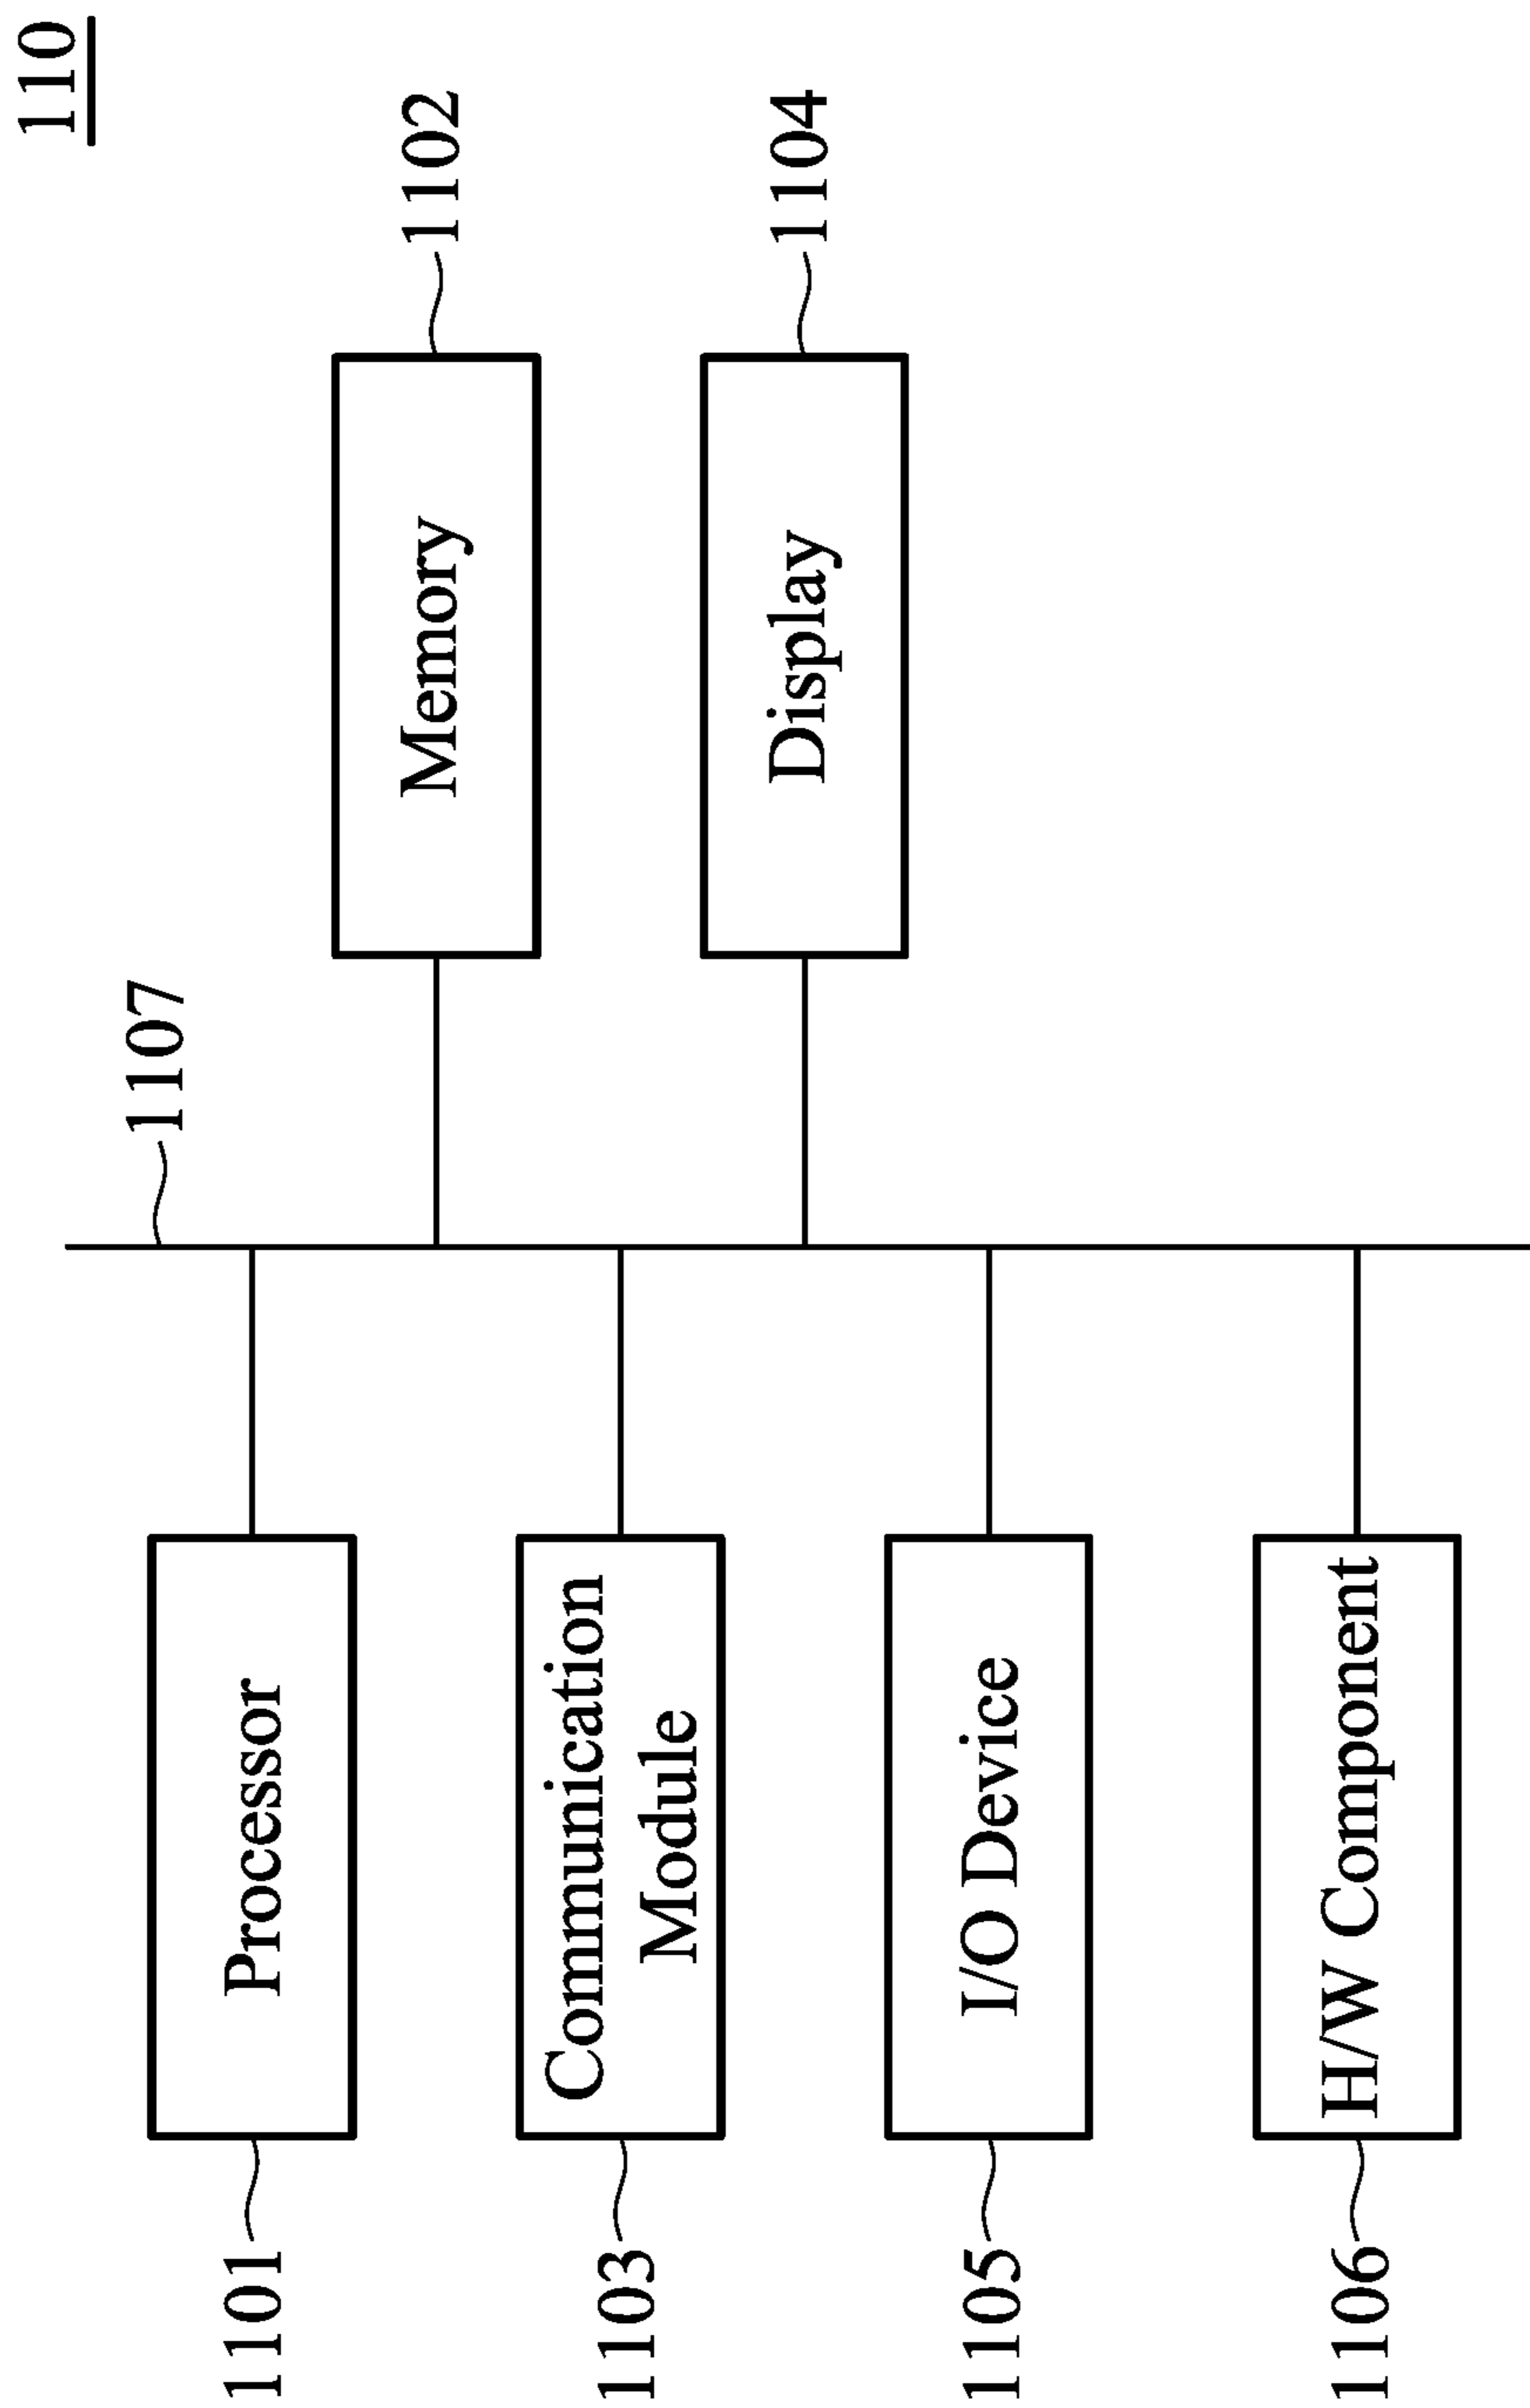 110
1107
1101
Processor
Memory
1102
1103
Communication
Module
Display
1104
1105
I/O Device
1106
H/W Component